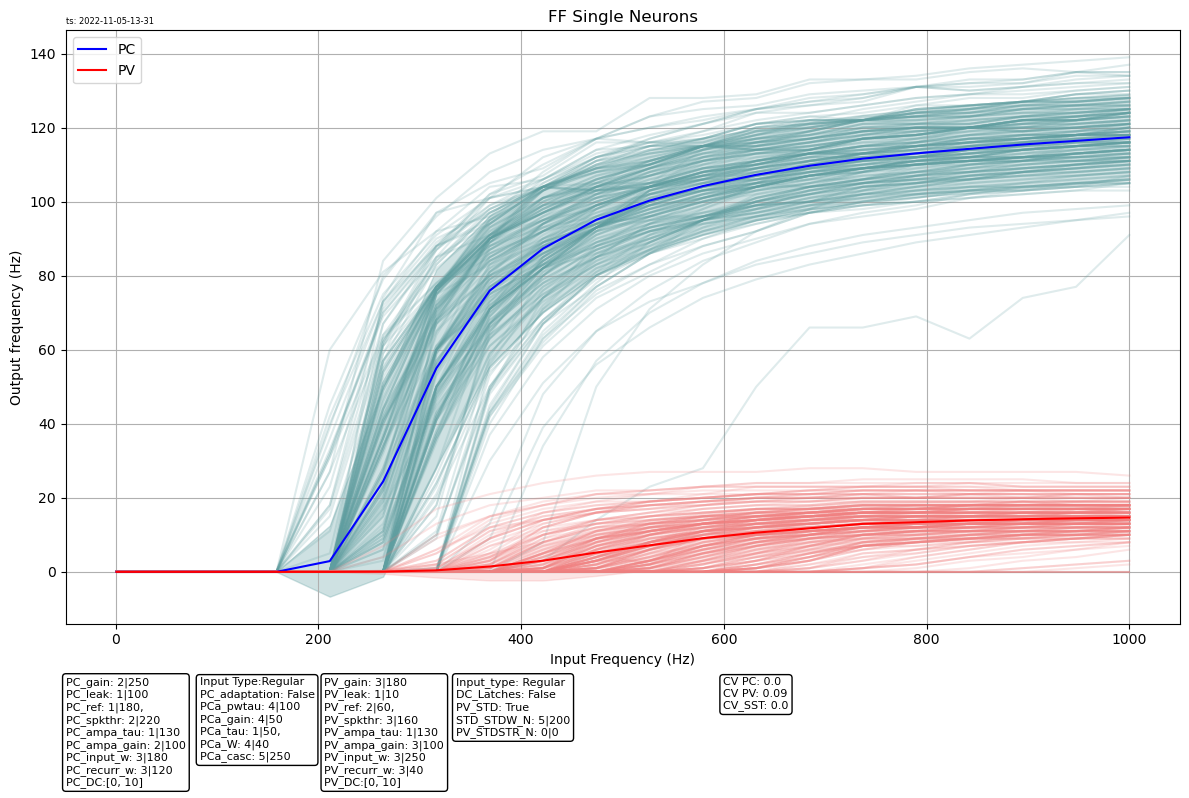 ts: 2022-11-05-13-31
FF Single Neurons
PC
PV
Output frequency (Hz)
140
120
100
80
60
40
20
0
0 200 400 600 800 1000
Input Frequency (Hz)
PC_gain: 2|250
PC_leak: 1|100
PC_ref: 1|180,
PC_spkthr: 2|220
PC_ampa_tau: 1|130
PC_ampa_gain: 2|100
PC_input_w: 3|180
PC_recurr_w: 3|120
PC_DC:[0, 10]
Input Type:Regular
PC_adaptation: False
PCa_pwtau: 4|100
PCa_gain: 4|50
PCa_tau: 1|50,
PCa_W: 4|40
PCa_casc: 5|250
PV_gain: 3|180
PV_leak: 1|10
PV_ref: 2|60,
PV_spkthr: 3|160
PV_ampa_tau: 1|130
PV_ampa_gain: 3|100
PV_input_w: 3|250
PV_recurr_w: 3|40
PV_DC:[0, 10]
Input_type: Regular
DC_Latches: False
PV_STD: True
STD_STDW_N: 5|200
PV_STDSTR_N: 0|0
CV PC: 0.0
CV PV: 0.09
CV_SST: 0.0